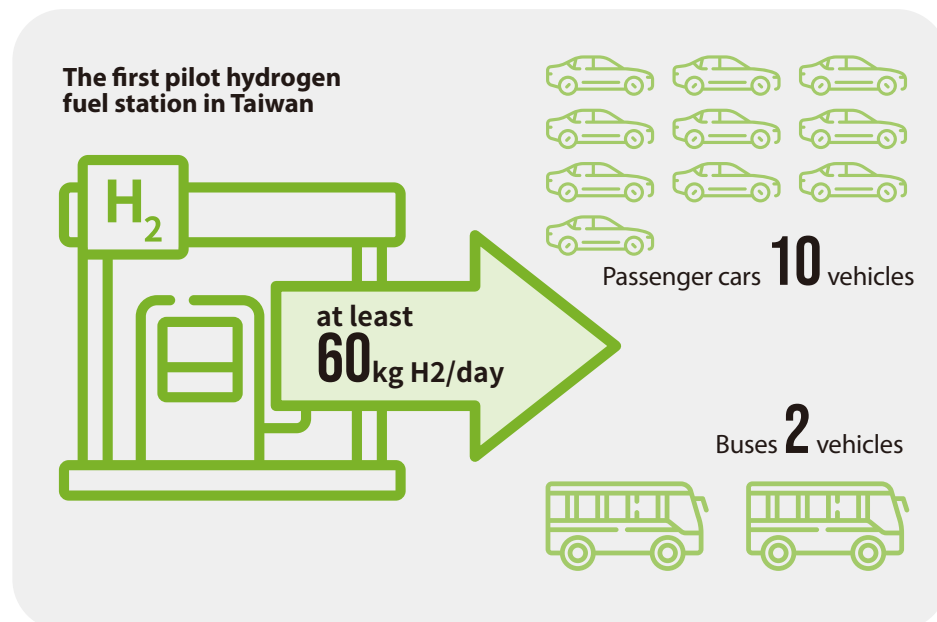 The first pilot hydrogen
fuel station in Taiwan
H2
at least
60kg H2/day
Passenger cars 10 vehicles
Buses 2 vehicles